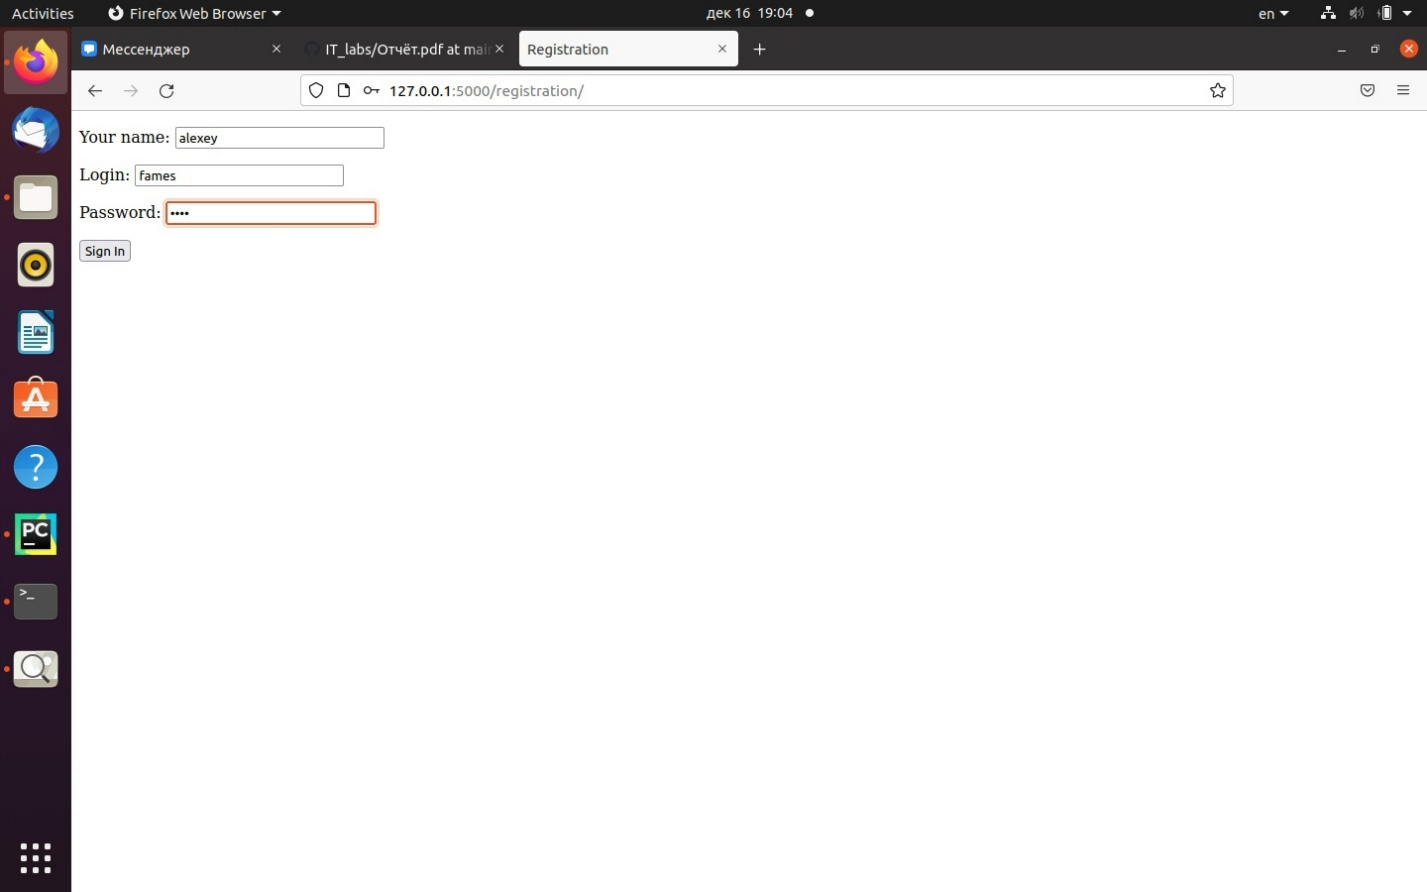 Activities Firefox Web Browser дек 16 19:04 en
Мессенджер IT_labs/Отчёт.pdf at mai Registration
127.0.0.1:5000/registration/
Your name: alexey
Login: fames
Password: ••••
Sign In
PC
>_